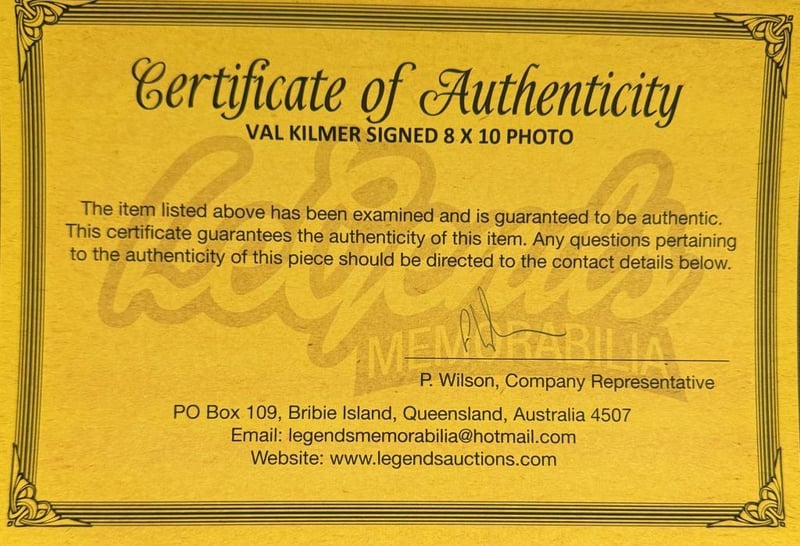 Certificate of Authenticity
VAL KILMER SIGNED 8 X 10 PHOTO
Legends
MEMORABILIA
The item listed above has been examined and is guaranteed to be authentic.
This certificate guarantees the authenticity of this item. Any questions pertaining
to the authenticity of this piece should be directed to the contact details below.
P. Wilson, Company Representative
PO Box 109, Bribie Island, Queensland, Australia 4507
Email: legendsmemorabilia@hotmail.com
Website: www.legendsauctions.com